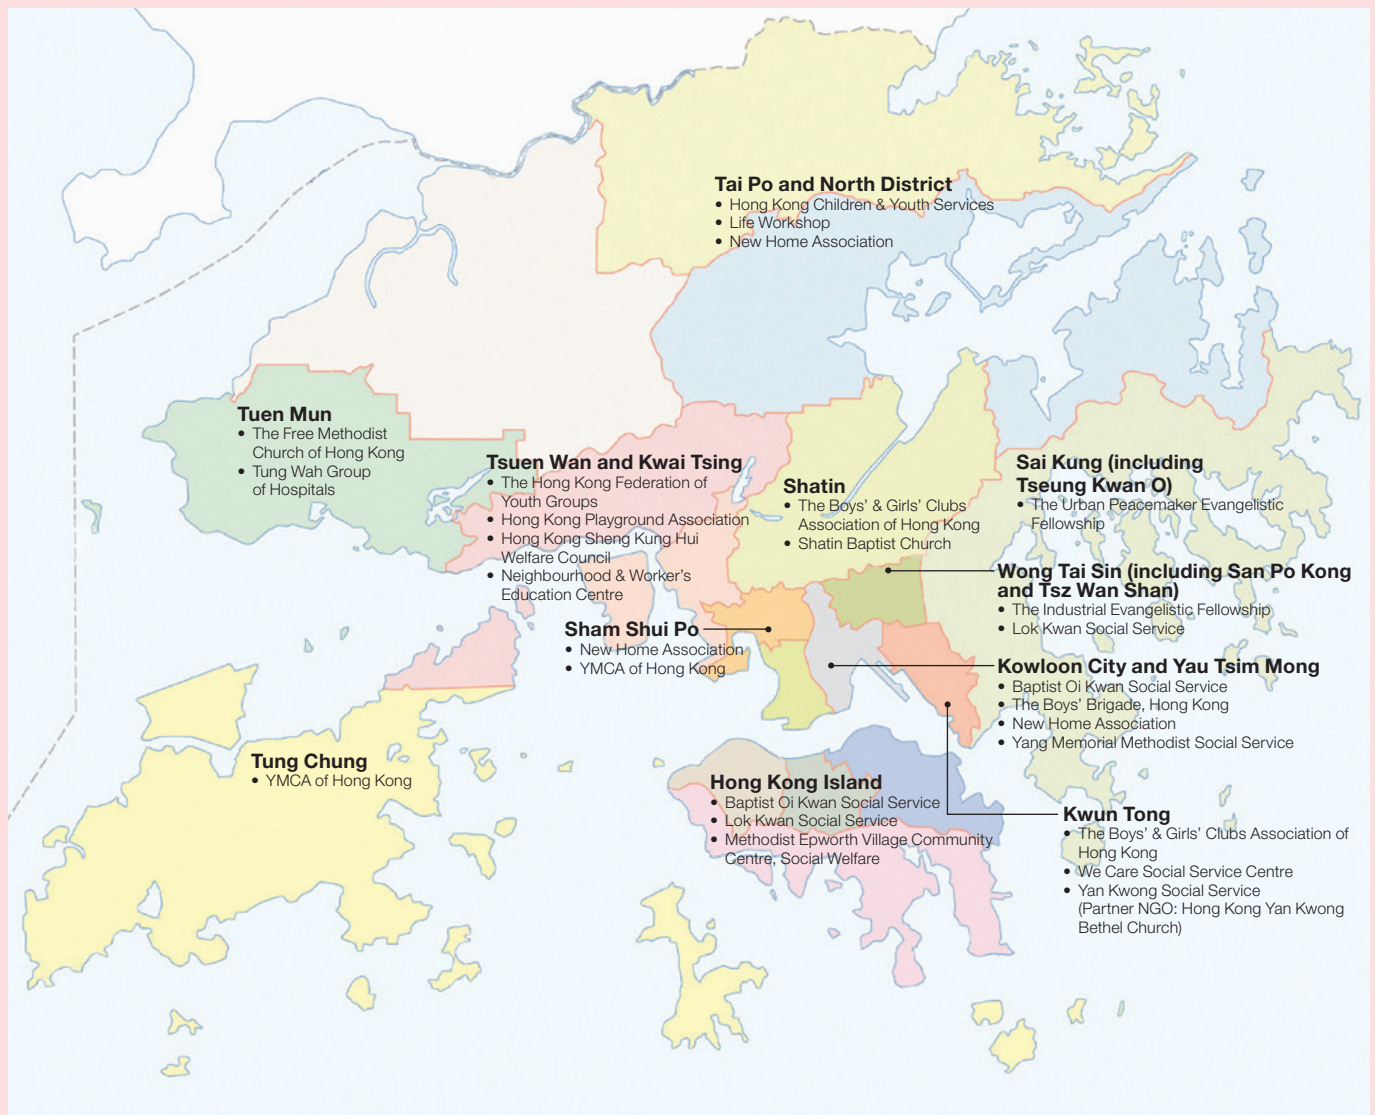 Tai Po and North District
• Hong Kong Children & Youth Services
• Life Workshop
• New Home Association
Tuen Mun
• The Free Methodist
Church of Hong Kong
• Tung Wah Group
of Hospitals
Tsuen Wan and Kwai Tsing
• The Hong Kong Federation of
Youth Groups
• Hong Kong Playground Association
• Hong Kong Sheng Kung Hui
Welfare Council
• Neighbourhood & Worker's
Education Centre
Shatin
• The Boys' & Girls' Clubs
Association of Hong Kong
• Shatin Baptist Church
Sai Kung (including
Tseung Kwan O)
• The Urban Peacemaker Evangelistic
Fellowship
Wong Tai Sin (including San Po Kong
and Tsz Wan Shan)
• The Industrial Evangelistic Fellowship
• Lok Kwan Social Service
Sham Shui Po
• New Home Association
• YMCA of Hong Kong
Kowloon City and Yau Tsim Mong
• Baptist Oi Kwan Social Service
• The Boys' Brigade, Hong Kong
• New Home Association
• Yang Memorial Methodist Social Service
Tung Chung
• YMCA of Hong Kong
Hong Kong Island
• Baptist Oi Kwan Social Service
• Lok Kwan Social Service
• Methodist Epworth Village Community
Centre, Social Welfare
Kwun Tong
• The Boys' & Girls' Clubs Association of
Hong Kong
• We Care Social Service Centre
• Yan Kwong Social Service
(Partner NGO: Hong Kong Yan Kwong
Bethel Church)